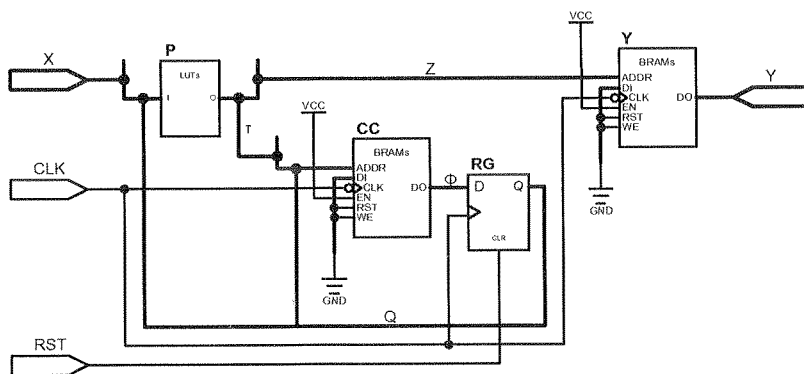 VCC
X
P
LUTs
I
O
Z
Y
BRAMs
ADDR
DI
CLK
EN
RST
WE
DO
Y
GND
T
VCC
CC
BRAMs
ADDR
DI
CLK
EN
RST
WE
DO
GND
Φ
RG
D
Q
CLR
CLK
Q
RST